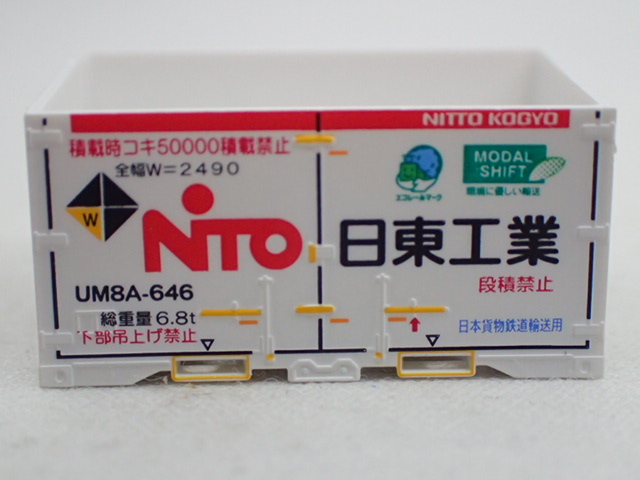 NITTO KOGYO
積載時コキ50000積載禁止
全幅W=2490
エコレールマーク
MODAL
SHIFT
環境に優しい輸送
W
NITTO
日東工業
UM8A-646
段積禁止
総重量 6.8t
下部吊上げ禁止
日本貨物鉄道輸送用